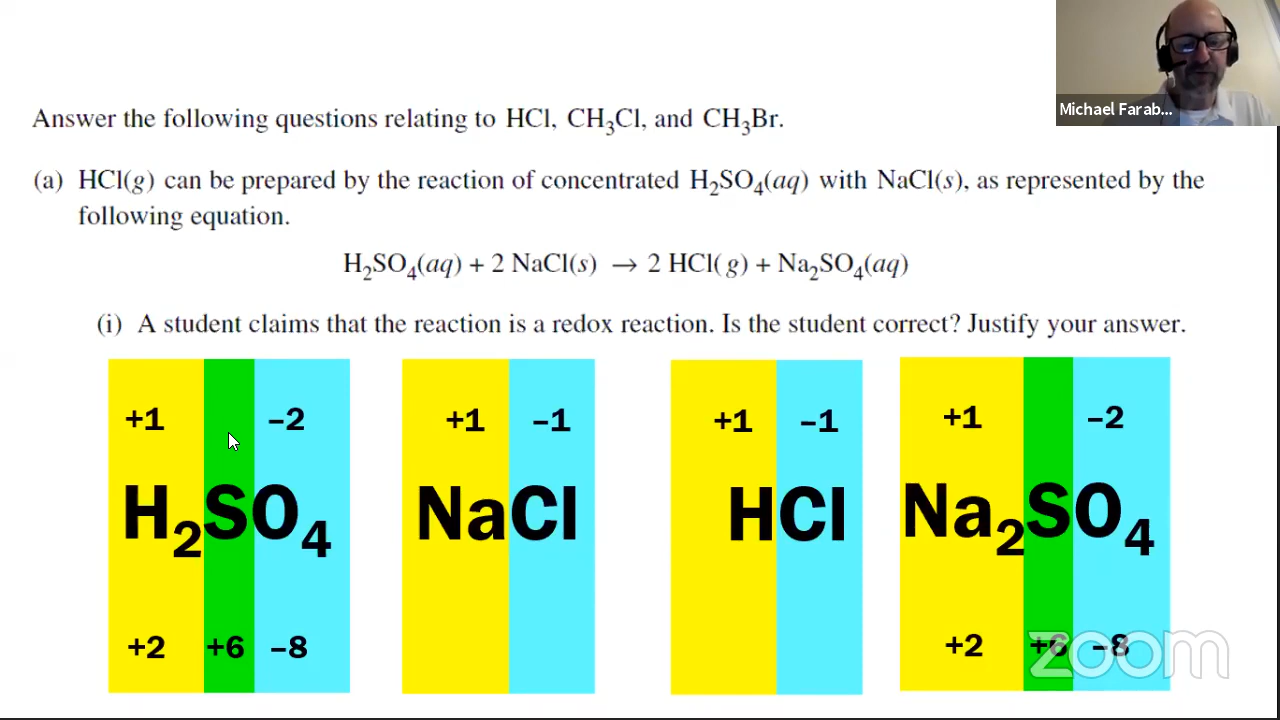 Michael Farab...
Answer the following questions relating to HCl, CH₃Cl, and CH₃Br.
(a) HCl(g) can be prepared by the reaction of concentrated H₂SO₄(aq) with NaCl(s), as represented by the
following equation.
H₂SO₄(aq) + 2 NaCl(s) → 2 HCl(g) + Na₂SO₄(aq)
(i) A student claims that the reaction is a redox reaction. Is the student correct? Justify your answer.
+1 –2 +1 –1 +1 –1 +1 –2
H₂SO₄ NaCl HCl Na₂SO₄
+2 +6 –8 +2 +6 –8
zoom